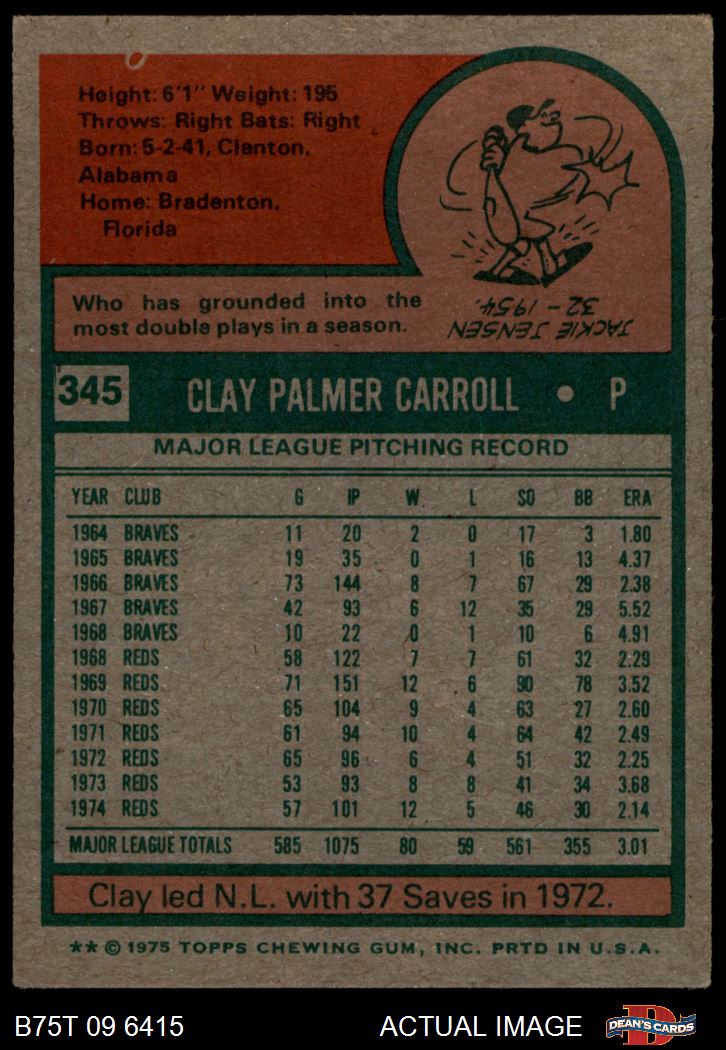 Height: 6'1" Weight: 195
Throws: Right Bats: Right
Born: 5-2-41, Clanton,
Alabama
Home: Bradenton,
Florida
Who has grounded into the
most double plays in a season.
JACKIE JENSEN
32 - 1954.
345 CLAY PALMER CARROLL • P
MAJOR LEAGUE PITCHING RECORD
YEAR CLUB G IP W L SO BB ERA
1964 BRAVES 11 20 2 0 17 3 1.80
1965 BRAVES 19 35 0 1 16 13 4.37
1966 BRAVES 73 144 8 7 67 29 2.38
1967 BRAVES 42 93 6 12 35 29 5.52
1968 BRAVES 10 22 0 1 10 6 4.91
1968 REDS 58 122 7 7 61 32 2.29
1969 REDS 71 151 12 6 90 78 3.52
1970 REDS 65 104 9 4 63 27 2.60
1971 REDS 61 94 10 4 64 42 2.49
1972 REDS 65 96 6 4 51 32 2.25
1973 REDS 53 93 8 8 41 34 3.68
1974 REDS 57 101 12 5 46 30 2.14
MAJOR LEAGUE TOTALS 585 1075 80 59 561 355 3.01
Clay led N.L. with 37 Saves in 1972.
** © 1975 TOPPS CHEWING GUM, INC. PRTD IN U.S.A.
B75T 09 6415 ACTUAL IMAGE DEAN'S CARDS